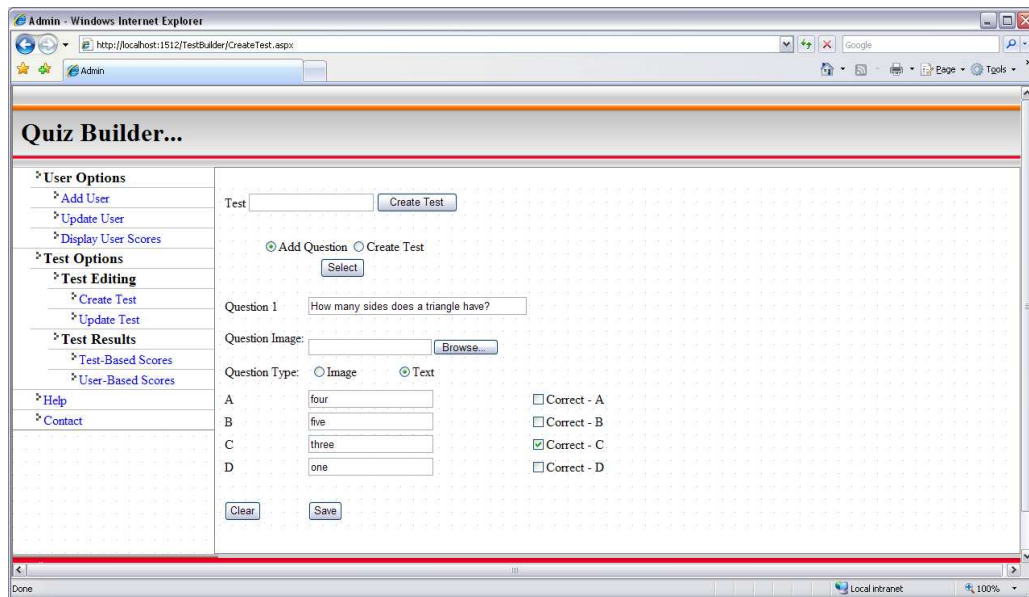 Admin - Windows Internet Explorer
http://localhost:1512/TestBuilder/CreateTest.aspx
Google
Admin
Page
Tools
Quiz Builder...
User Options
Add User
Update User
Display User Scores
Test Options
Test Editing
Create Test
Update Test
Test Results
Test-Based Scores
User-Based Scores
Help
Contact
Test Create Test
Add Question Create Test
Select
Question 1 How many sides does a triangle have?
Question Image: Browse...
Question Type: Image Text
A four Correct - A
B five Correct - B
C three Correct - C
D one Correct - D
Clear Save
Done Local intranet 100%